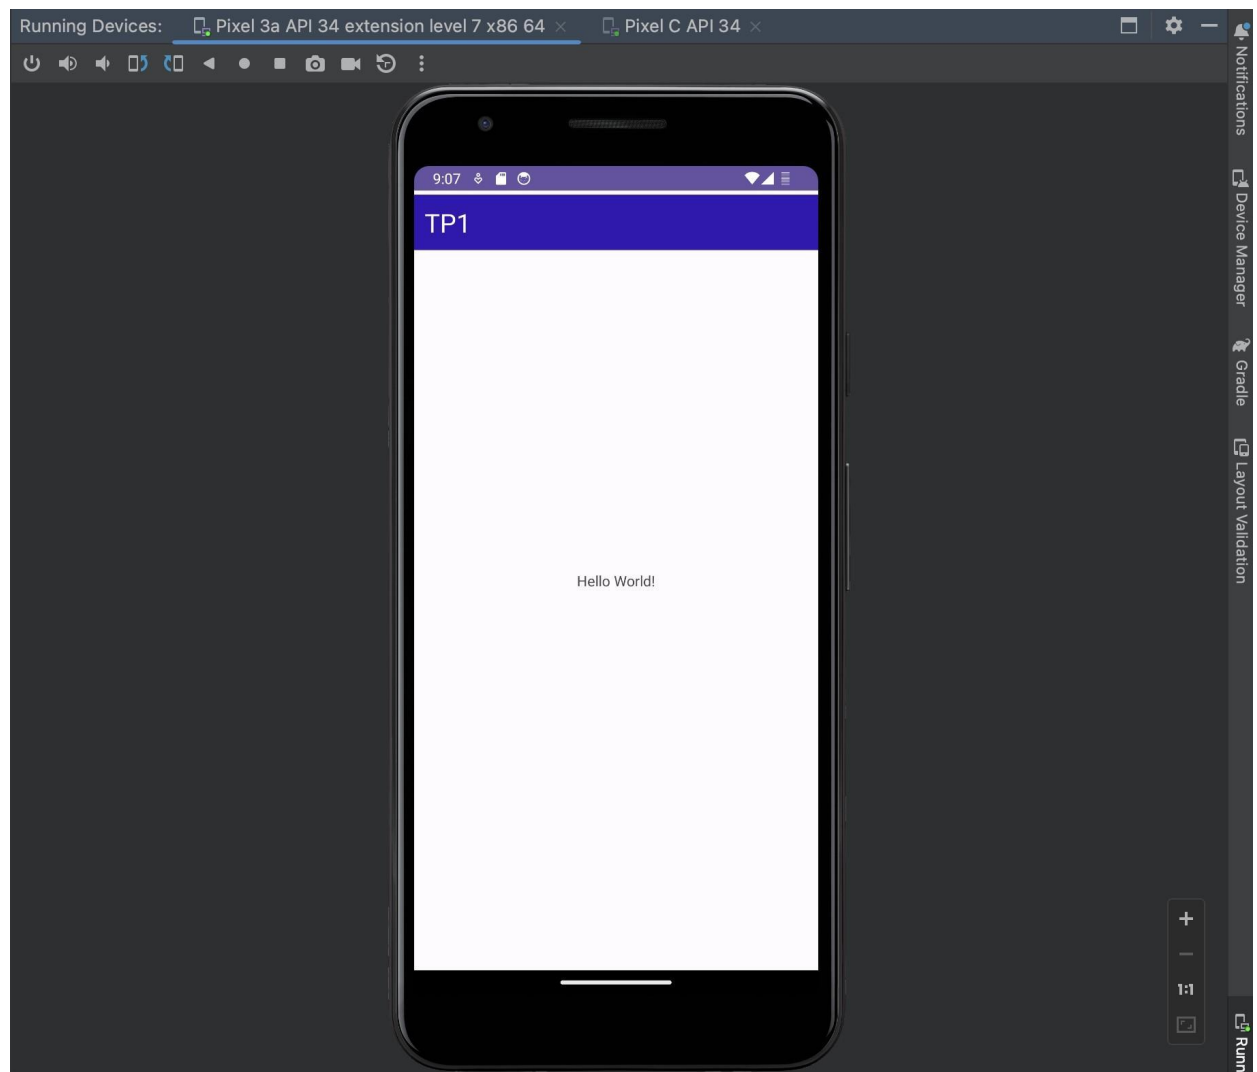 Running Devices: Pixel 3a API 34 extension level 7 x86 64 Pixel C API 34
9:07
TP1
Hello World!
1:1
Notifications
Device Manager
Gradle
Layout Validation
Runn